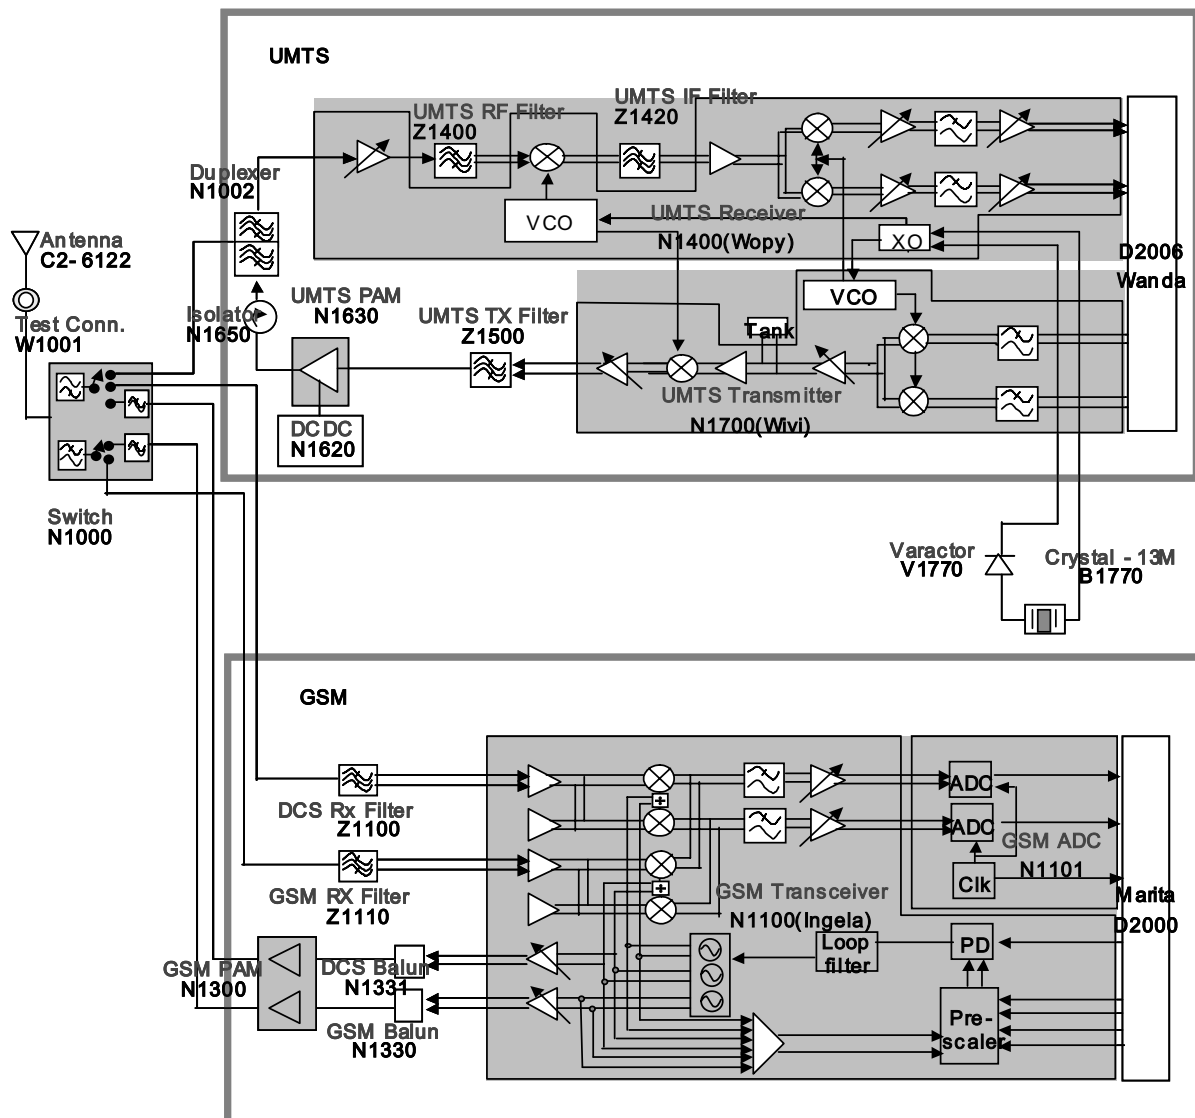 UMTS
UMTS RF Filter
Z1400
UMTS IF Filter
Z1420
Duplexer
N1002
VCO
UMTS Receiver
N1400(Wopy)
XO
D2006
Wanda
Antenna
C2-6122
Test Conn.
W1001
Isolator
N1650
UMTS PAM
N1630
UMTS TX Filter
Z1500
VCO
Tank
UMTS Transmitter
N1700(Wivi)
DC DC
N1620
Switch
N1000
Varactor
V1770
Crystal - 13M
B1770
GSM
DCS Rx Filter
Z1100
GSM RX Filter
Z1110
ADC
ADC
GSM ADC
N1101
Clk
GSM Transceiver
N1100(Ingela)
Marita
D2000
Loop
filter
PD
Pre-
scaler
GSM PAM
N1300
DCS Balun
N1331
GSM Balun
N1330